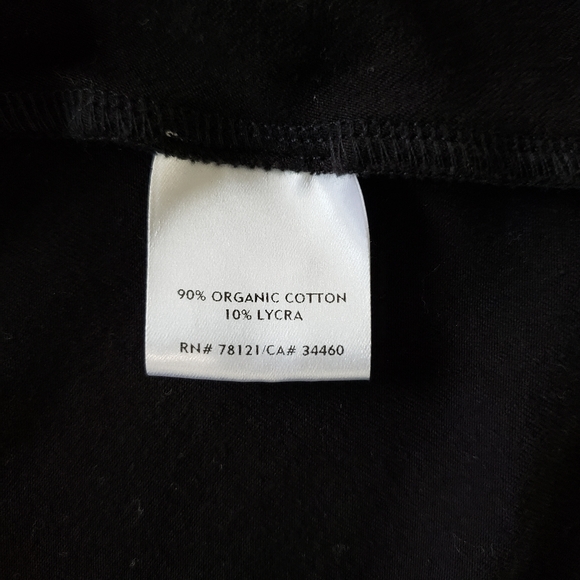 90% ORGANIC COTTON
10% LYCRA
RN# 78121/CA# 34460